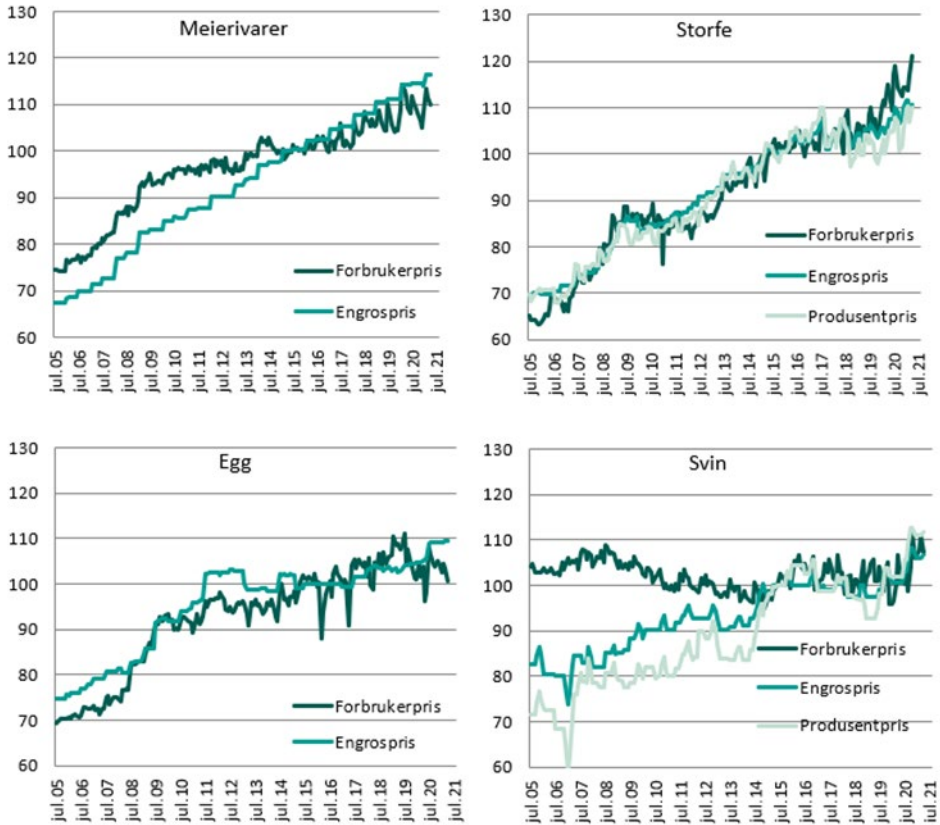 Meierivarer
130
120
110
100
90
80
70
60
Forbrukerpris
Engrospris
jul.05
jul.06
jul.07
jul.08
jul.09
jul.10
jul.11
jul.12
jul.13
jul.14
jul.15
jul.16
jul.17
jul.18
jul.19
jul.20
jul.21
Storfe
130
120
110
100
90
80
70
60
Forbrukerpris
Engrospris
Produsentpris
jul.05
jul.06
jul.07
jul.08
jul.09
jul.10
jul.11
jul.12
jul.13
jul.14
jul.15
jul.16
jul.17
jul.18
jul.19
jul.20
jul.21
Egg
130
120
110
100
90
80
70
60
Forbrukerpris
Engrospris
jul.05
jul.06
jul.07
jul.08
jul.09
jul.10
jul.11
jul.12
jul.13
jul.14
jul.15
jul.16
jul.17
jul.18
jul.19
jul.20
jul.21
Svin
130
120
110
100
90
80
70
60
Forbrukerpris
Engrospris
Produsentpris
jul.05
jul.06
jul.07
jul.08
jul.09
jul.10
jul.11
jul.12
jul.13
jul.14
jul.15
jul.16
jul.17
jul.18
jul.19
jul.20
jul.21